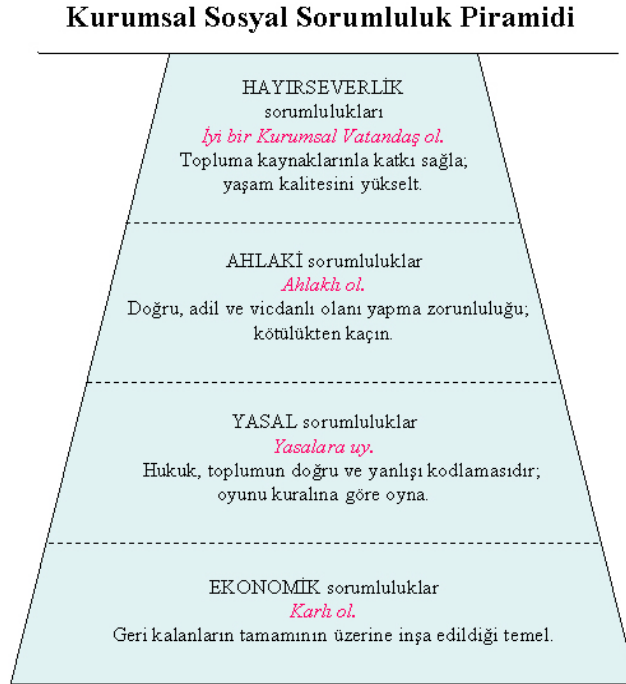 Kurumsal Sosyal Sorumluluk Piramidi
HAYIRSEVERLİK
sorumlulukları
İyi bir Kurumsal Vatandaş ol.
Topluma kaynaklarınla katkı sağla;
yaşam kalitesini yükselt.
AHLAKİ sorumluluklar
Ahlaklı ol.
Doğru, adil ve vicdanlı olanı yapma zorunluluğu;
kötülükten kaçın.
YASAL sorumluluklar
Yasalara uy.
Hukuk, toplumun doğru ve yanlışı kodlamasıdır;
oyunu kuralına göre oyna.
EKONOMİK sorumluluklar
Karlı ol.
Geri kalanların tamamının üzerine inşa edildiği temel.